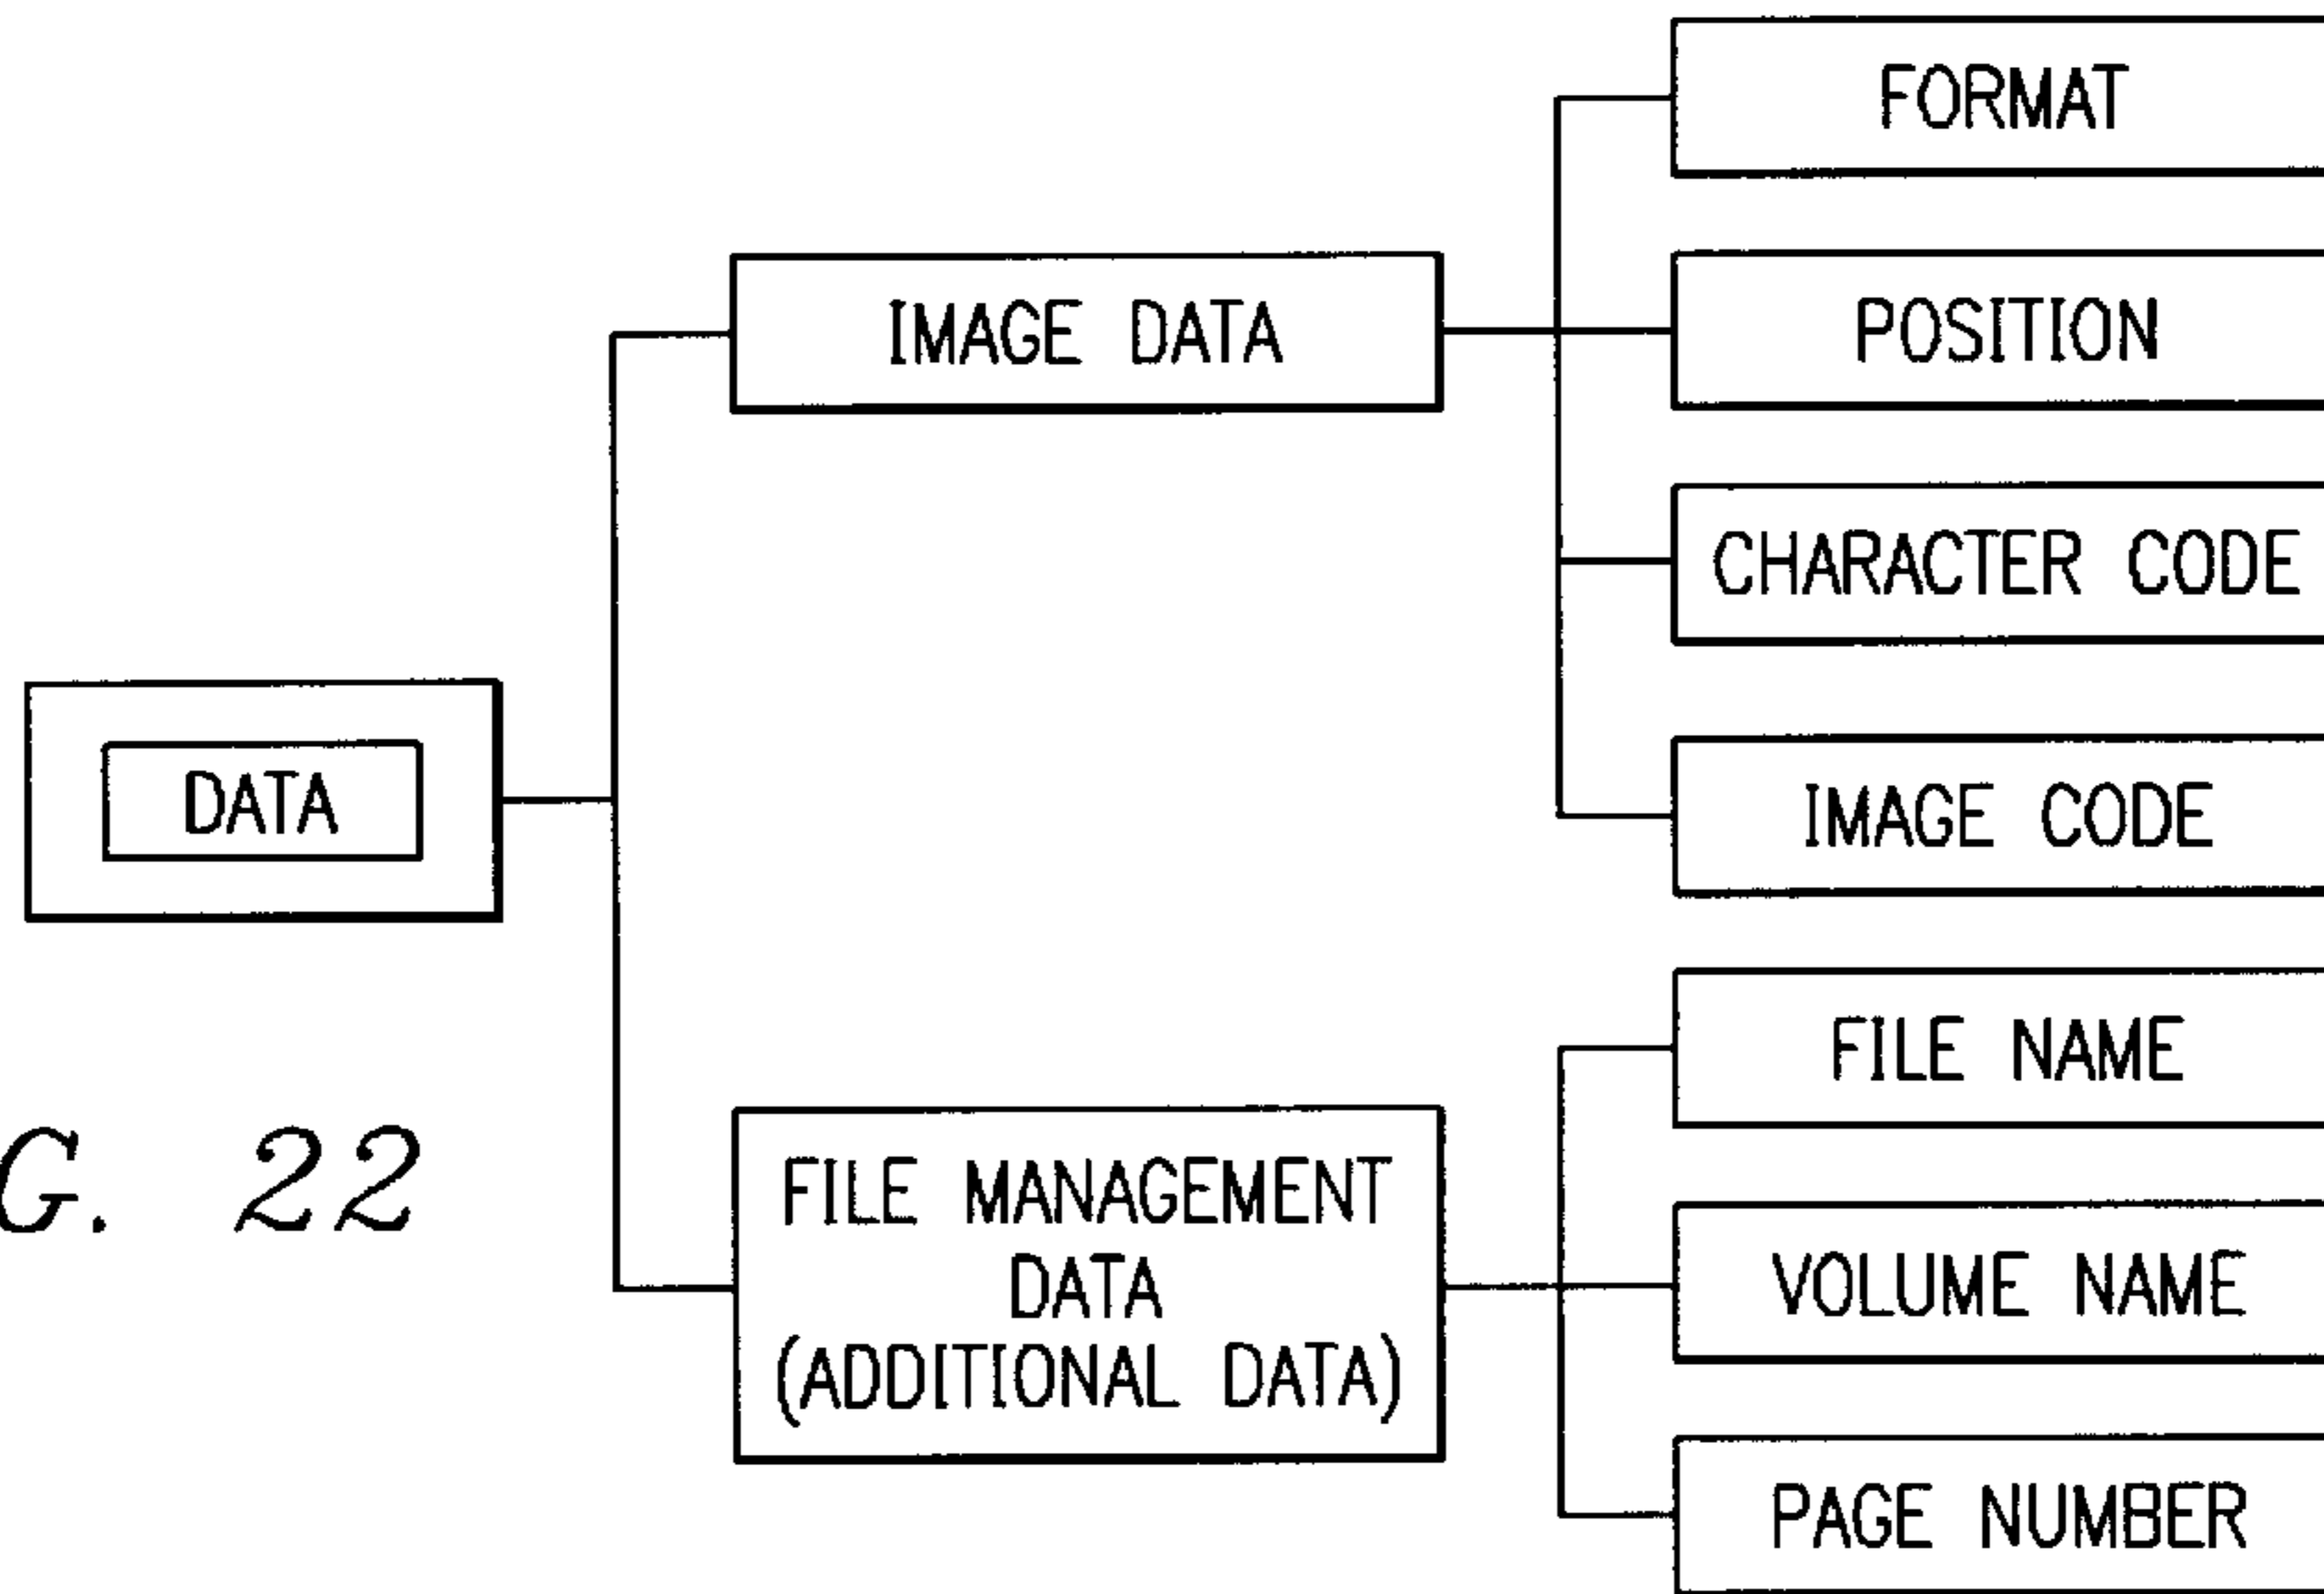 FORMAT
IMAGE DATA
POSITION
CHARACTER CODE
DATA
IMAGE CODE
FILE NAME
G. 22
FILE MANAGEMENT
DATA
(ADDITIONAL DATA)
VOLUME NAME
PAGE NUMBER